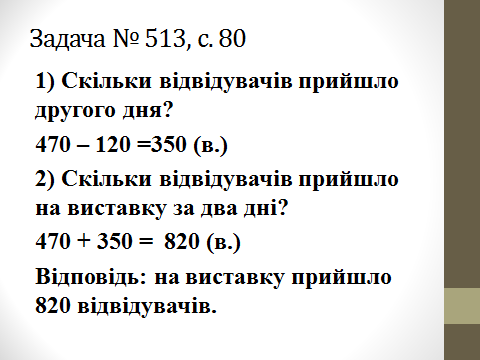 Задача № 513, с. 80
1) Скільки відвідувачів прийшло
другого дня?
470 – 120 =350 (в.)
2) Скільки відвідувачів прийшло
на виставку за два дні?
470 + 350 =  820 (в.)
Відповідь: на виставку прийшло
820 відвідувачів.